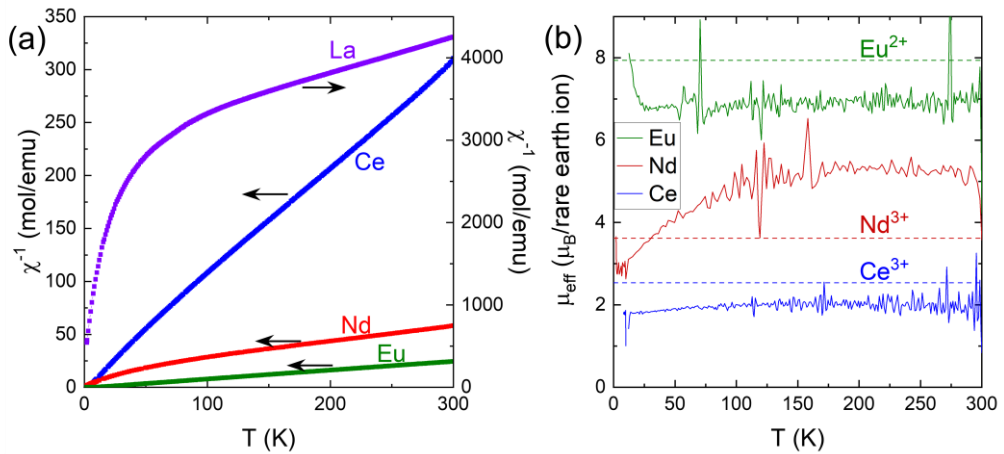 (a)
350
300
250
200
150
100
50
0
χ⁻¹ (mol/emu)
La
Ce
Nd
Eu
4000
3000
2000
1000
0
χ⁻¹ (mol/emu)
0 100 200 300
T (K)
(b)
8
6
4
2
0
μeff (μB/rare earth ion)
Eu²⁺
Eu
Nd
Ce
Nd³⁺
Ce³⁺
0 50 100 150 200 250 300
T (K)